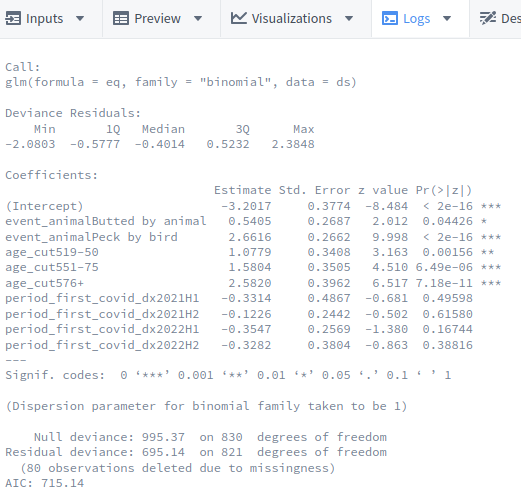 Inputs Preview Visualizations Logs Des
Call:
glm(formula = eq, family = "binomial", data = ds)
Deviance Residuals:
    Min      1Q  Median      3Q     Max
-2.0803 -0.5777 -0.4014  0.5232  2.3848
Coefficients:
                            Estimate Std. Error z value Pr(>|z|)
(Intercept)                  -3.2017     0.3774  -8.484  < 2e-16 ***
event_animalButted by animal  0.5405     0.2687   2.012  0.04426 *
event_animalPeck by bird      2.6616     0.2662   9.998  < 2e-16 ***
age_cut519-50                 1.0779     0.3408   3.163  0.00156 **
age_cut551-75                 1.5804     0.3505   4.510 6.49e-06 ***
age_cut576+                   2.5820     0.3962   6.517 7.18e-11 ***
period_first_covid_dx2021H1  -0.3314     0.4867  -0.681  0.49598
period_first_covid_dx2021H2  -0.1226     0.2442  -0.502  0.61580
period_first_covid_dx2022H1  -0.3547     0.2569  -1.380  0.16744
period_first_covid_dx2022H2  -0.3282     0.3804  -0.863  0.38816
---
Signif. codes:  0 ‘***’ 0.001 ‘**’ 0.01 ‘*’ 0.05 ‘.’ 0.1 ‘ ’ 1
(Dispersion parameter for binomial family taken to be 1)
    Null deviance: 995.37  on 830  degrees of freedom
Residual deviance: 695.14  on 821  degrees of freedom
  (80 observations deleted due to missingness)
AIC: 715.14